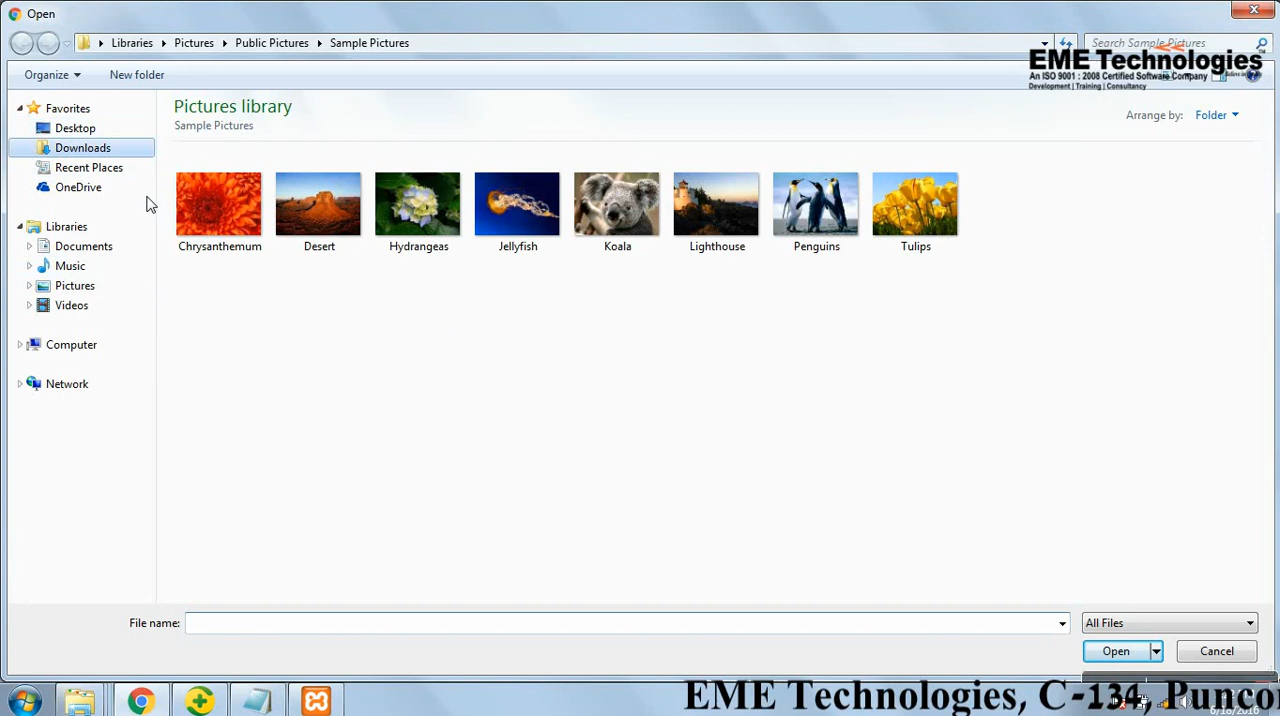 Open
Libraries Pictures Public Pictures Sample Pictures
Search Sample Pictures
EME Technologies
An ISO 9001 : 2008 Certified Software Company
Development | Training | Consultancy
Organize New folder
Favorites
Desktop
Downloads
Recent Places
OneDrive
Libraries
Documents
Music
Pictures
Videos
Computer
Network
Pictures library
Sample Pictures
Arrange by: Folder
Chrysanthemum Desert Hydrangeas Jellyfish Koala Lighthouse Penguins Tulips
File name:
All Files
Open Cancel
EME Technologies, C-134,
6/18/2016